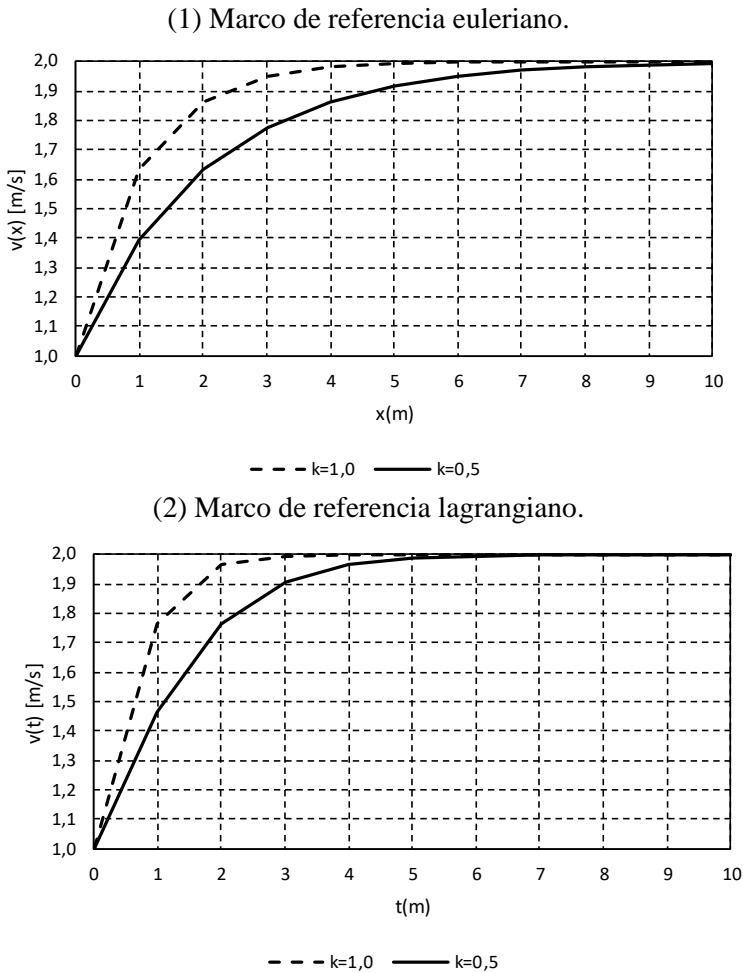 (1) Marco de referencia euleriano.
2,0
1,9
1,8
1,7
1,6
1,5
1,4
1,3
1,2
1,1
1,0
v(x) [m/s]
0 1 2 3 4 5 6 7 8 9 10
x(m)
k=1,0 k=0,5
(2) Marco de referencia lagrangiano.
2,0
1,9
1,8
1,7
1,6
1,5
1,4
1,3
1,2
1,1
1,0
v(t) [m/s]
0 1 2 3 4 5 6 7 8 9 10
t(m)
k=1,0 k=0,5